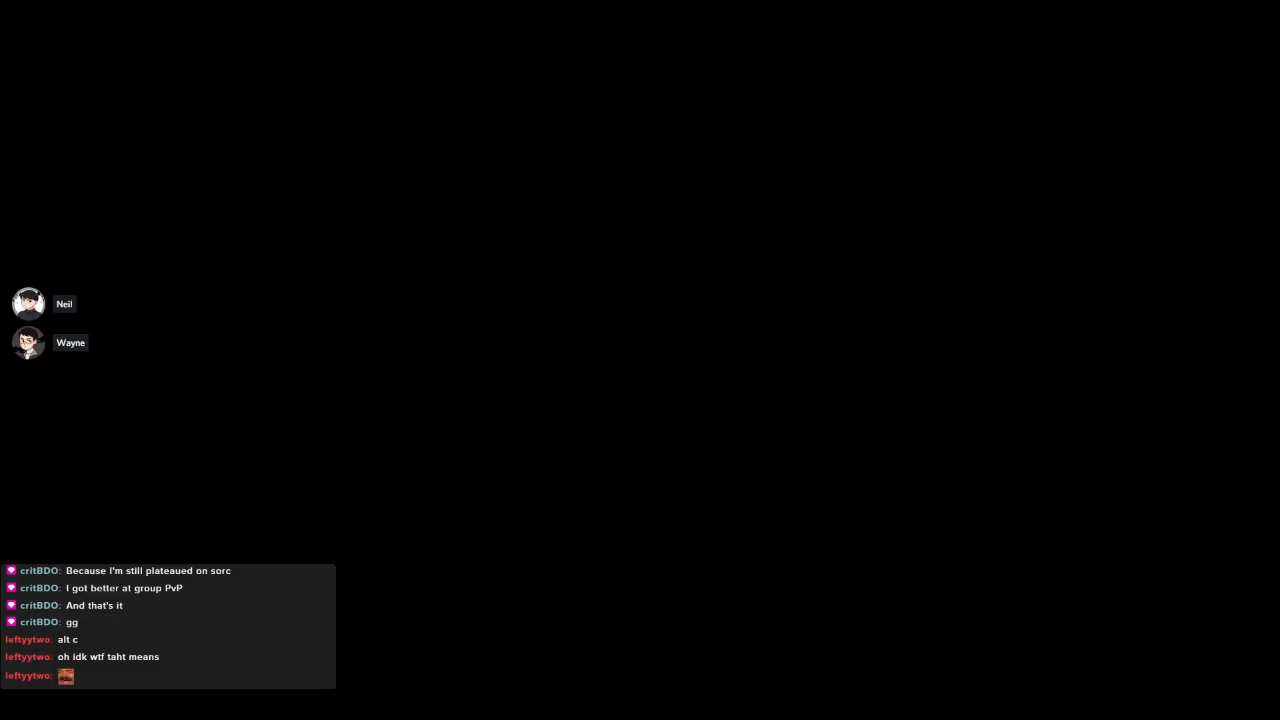 Neil
Wayne
critBDO: Because I'm still plateaued on sorc
critBDO: I got better at group PvP
critBDO: And that's it
critBDO: gg
leftyytwo: alt c
leftyytwo: oh idk wtf taht means
leftyytwo: